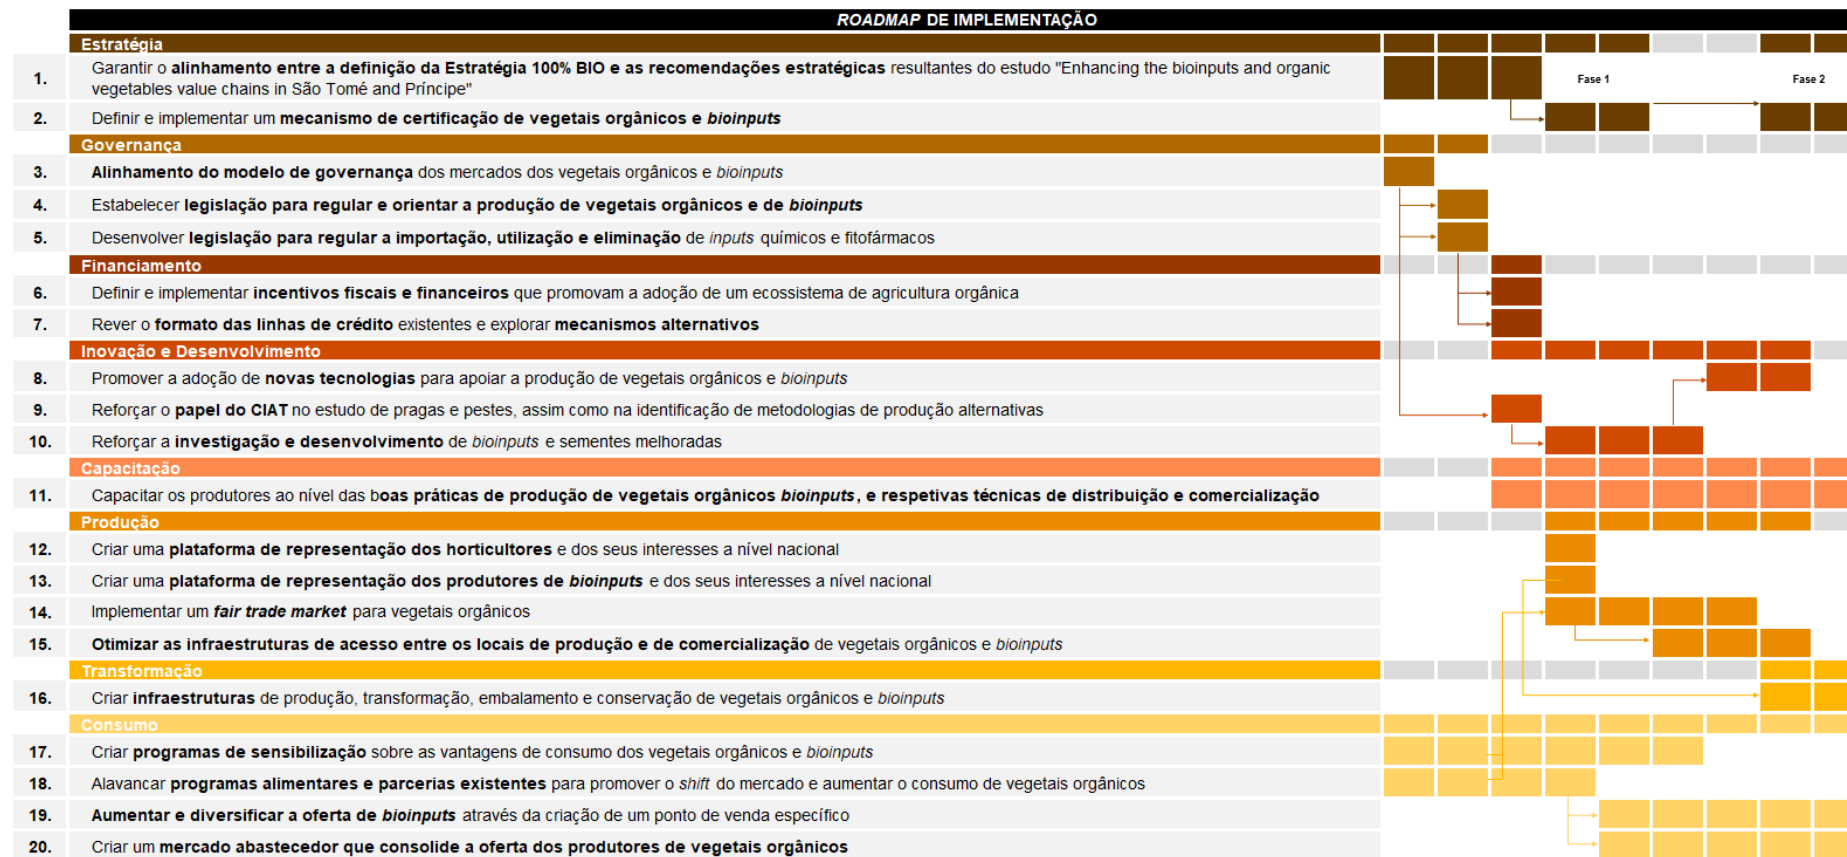 ROADMAP DE IMPLEMENTAÇÃO
Estratégia
1. Garantir o alinhamento entre a definição da Estratégia 100% BIO e as recomendações estratégicas resultantes do estudo "Enhancing the bioinputs and organic
vegetables value chains in São Tomé and Príncipe"
Fase 1
Fase 2
2. Definir e implementar um mecanismo de certificação de vegetais orgânicos e bioinputs
Governança
3. Alinhamento do modelo de governança dos mercados dos vegetais orgânicos e bioinputs
4. Estabelecer legislação para regular e orientar a produção de vegetais orgânicos e de bioinputs
5. Desenvolver legislação para regular a importação, utilização e eliminação de inputs químicos e fitofármacos
Financiamento
6. Definir e implementar incentivos fiscais e financeiros que promovam a adoção de um ecossistema de agricultura orgânica
7. Rever o formato das linhas de crédito existentes e explorar mecanismos alternativos
Inovação e Desenvolvimento
8. Promover a adoção de novas tecnologias para apoiar a produção de vegetais orgânicos e bioinputs
9. Reforçar o papel do CIAT no estudo de pragas e pestes, assim como na identificação de metodologias de produção alternativas
10. Reforçar a investigação e desenvolvimento de bioinputs e sementes melhoradas
Capacitação
11. Capacitar os produtores ao nível das boas práticas de produção de vegetais orgânicos bioinputs, e respetivas técnicas de distribuição e comercialização
Produção
12. Criar uma plataforma de representação dos horticultores e dos seus interesses a nível nacional
13. Criar uma plataforma de representação dos produtores de bioinputs e dos seus interesses a nível nacional
14. Implementar um fair trade market para vegetais orgânicos
15. Otimizar as infraestruturas de acesso entre os locais de produção e de comercialização de vegetais orgânicos e bioinputs
Transformação
16. Criar infraestruturas de produção, transformação, embalamento e conservação de vegetais orgânicos e bioinputs
Consumo
17. Criar programas de sensibilização sobre as vantagens de consumo dos vegetais orgânicos e bioinputs
18. Alavancar programas alimentares e parcerias existentes para promover o shift do mercado e aumentar o consumo de vegetais orgânicos
19. Aumentar e diversificar a oferta de bioinputs através da criação de um ponto de venda específico
20. Criar um mercado abastecedor que consolide a oferta dos produtores de vegetais orgânicos